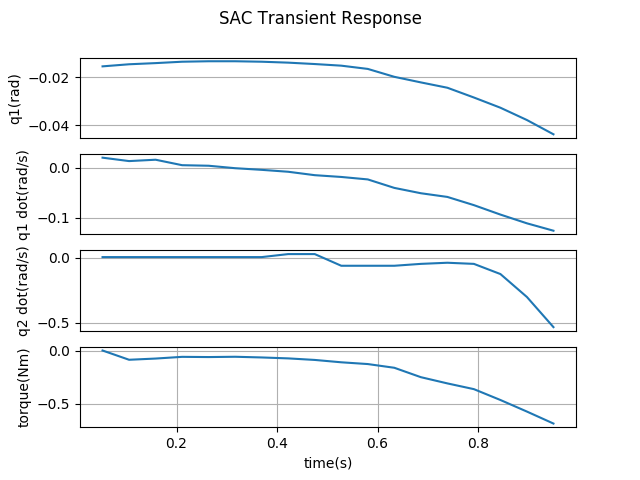 SAC Transient Response
q1(rad)
−0.02
−0.04
q1 dot(rad/s)
0.0
−0.1
q2 dot(rad/s)
0.0
−0.5
torque(Nm)
0.0
−0.5
0.2 0.4 0.6 0.8
time(s)